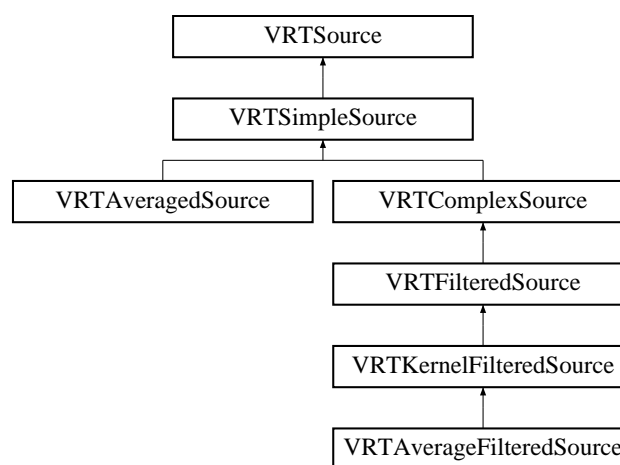 VRTSource
VRTSimpleSource
VRTAveragedSource
VRTComplexSource
VRTFilteredSource
VRTKernelFilteredSource
VRTAverageFilteredSource